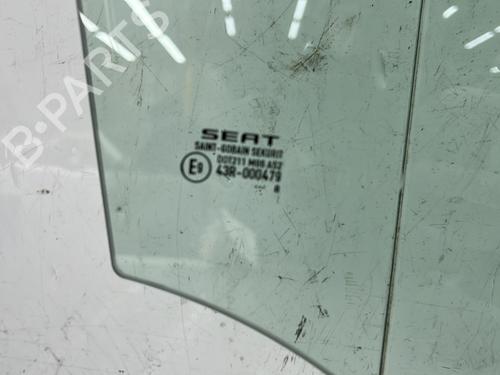 B-PARTS
SEAT
SAINT-GOBAIN SEKURIT
DOT211 M66 AS2
E9 43R-000479